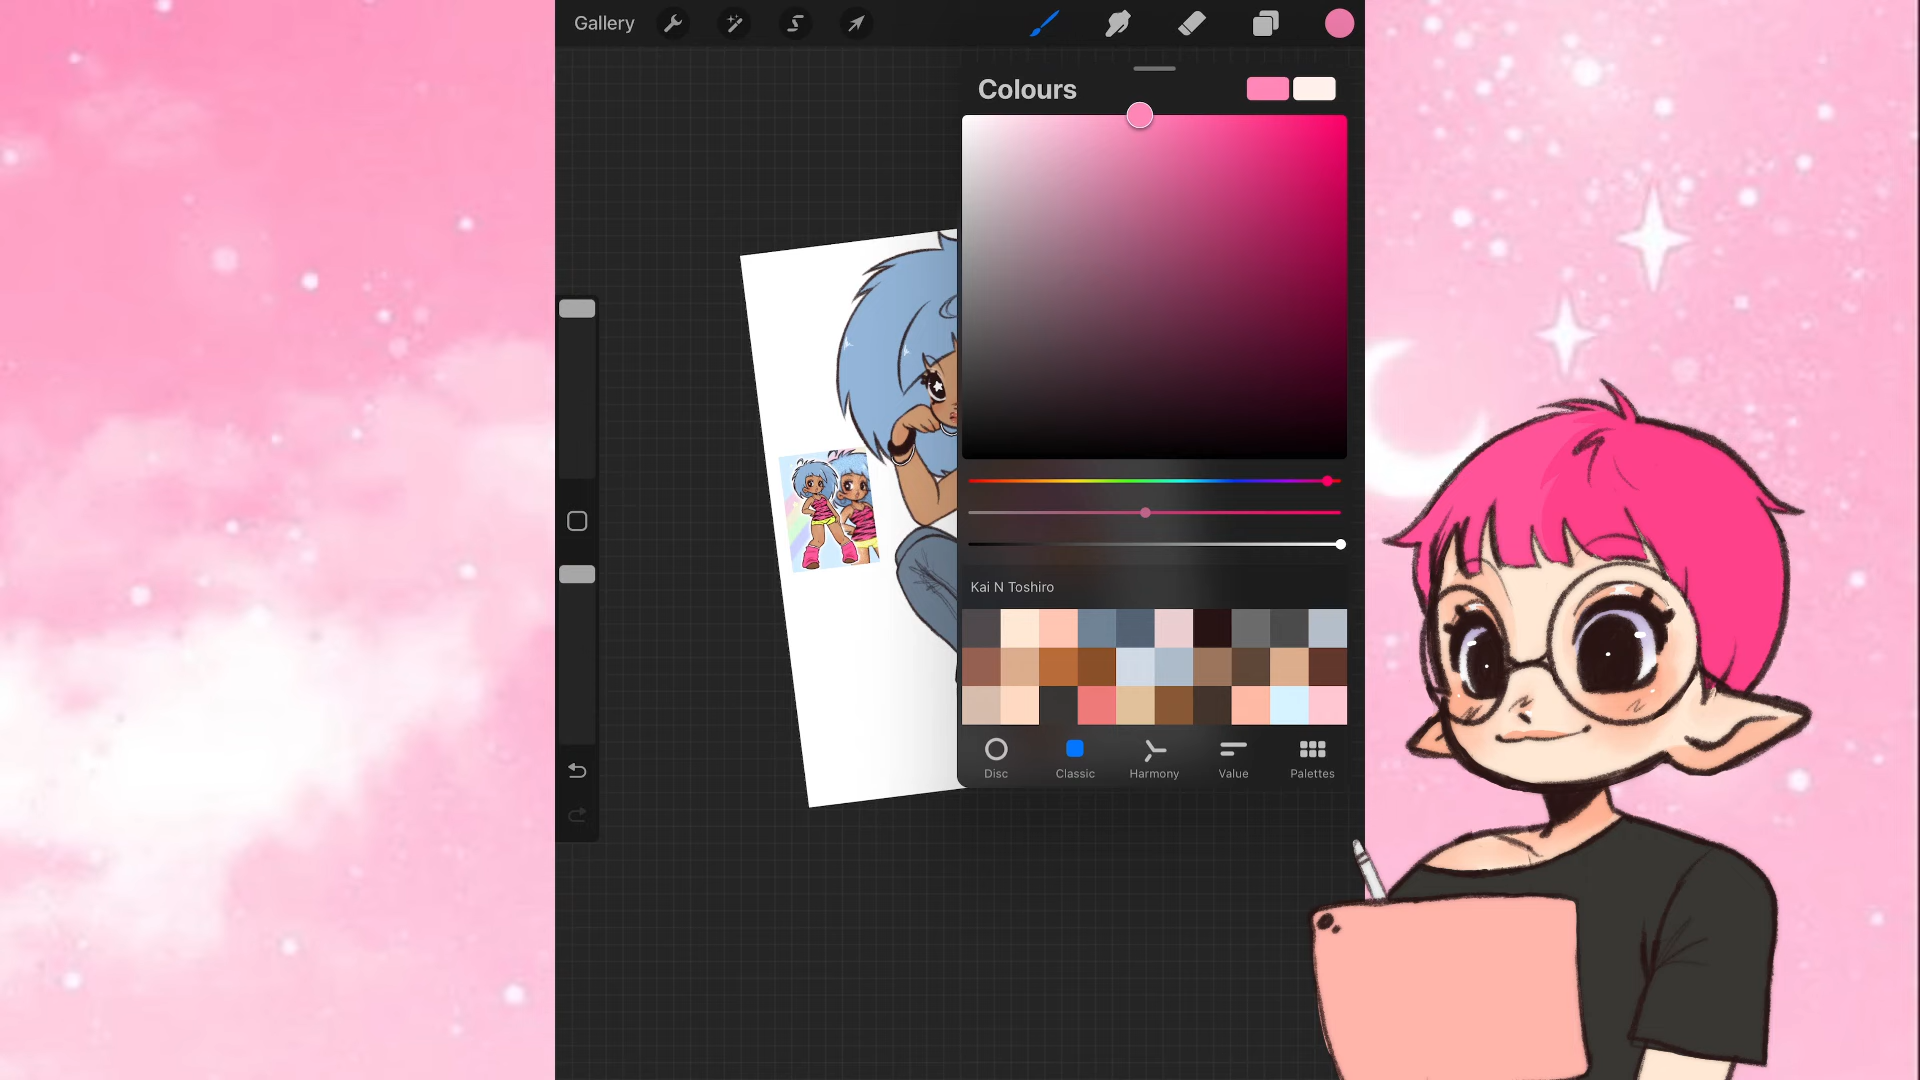 Gallery
Colours
Kai N Toshiro
Disc
Classic
Harmony
Value
Palettes